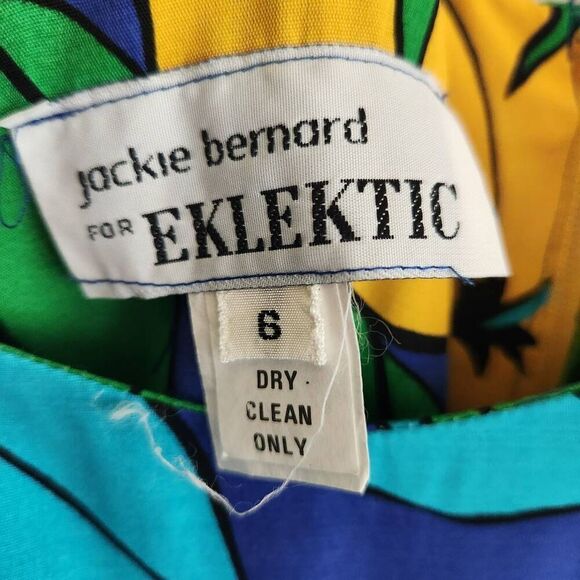 jackie bernard
FOR EKLEKTIC
6
DRY
CLEAN
ONLY